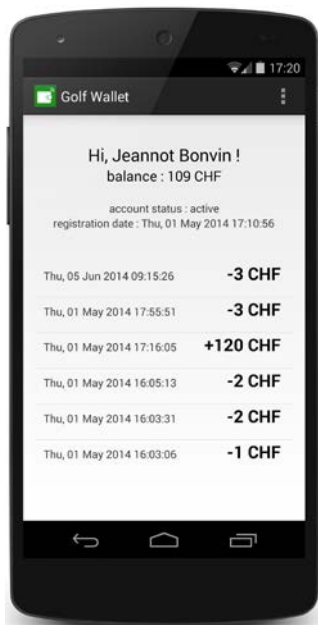 17:20
Golf Wallet
Hi, Jeannot Bonvin !
balance : 109 CHF
account status : active
registration date : Thu, 01 May 2014 17:10:56
Thu, 05 Jun 2014 09:15:26 -3 CHF
Thu, 01 May 2014 17:55:51 -3 CHF
Thu, 01 May 2014 17:16:05 +120 CHF
Thu, 01 May 2014 16:05:13 -2 CHF
Thu, 01 May 2014 16:03:31 -2 CHF
Thu, 01 May 2014 16:03:06 -1 CHF